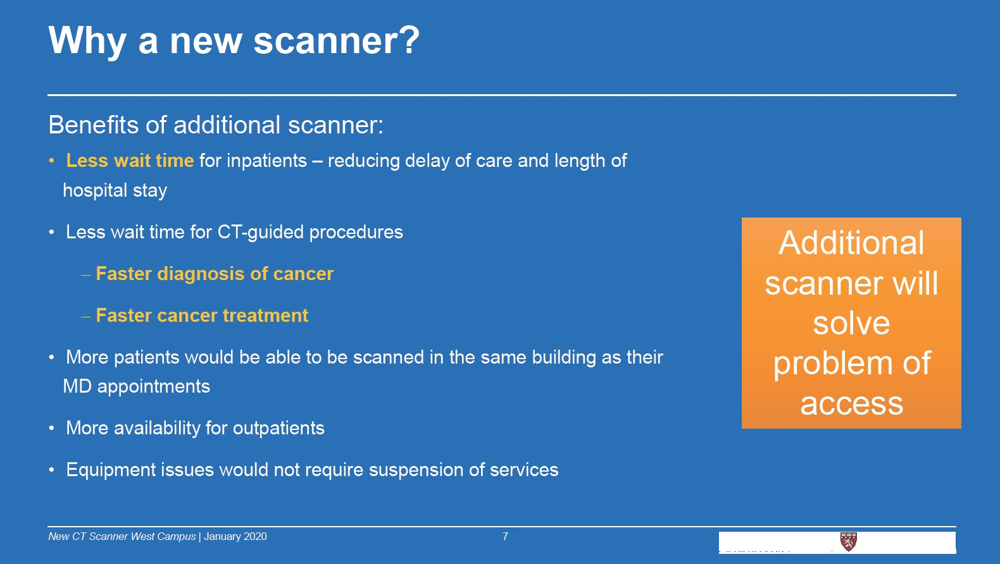 Why a new scanner?
Benefits of additional scanner:
• Less wait time for inpatients – reducing delay of care and length of
hospital stay
• Less wait time for CT-guided procedures
– Faster diagnosis of cancer
– Faster cancer treatment
• More patients would be able to be scanned in the same building as their
MD appointments
• More availability for outpatients
• Equipment issues would not require suspension of services
Additional
scanner will
solve
problem of
access
New CT Scanner West Campus | January 2020
7